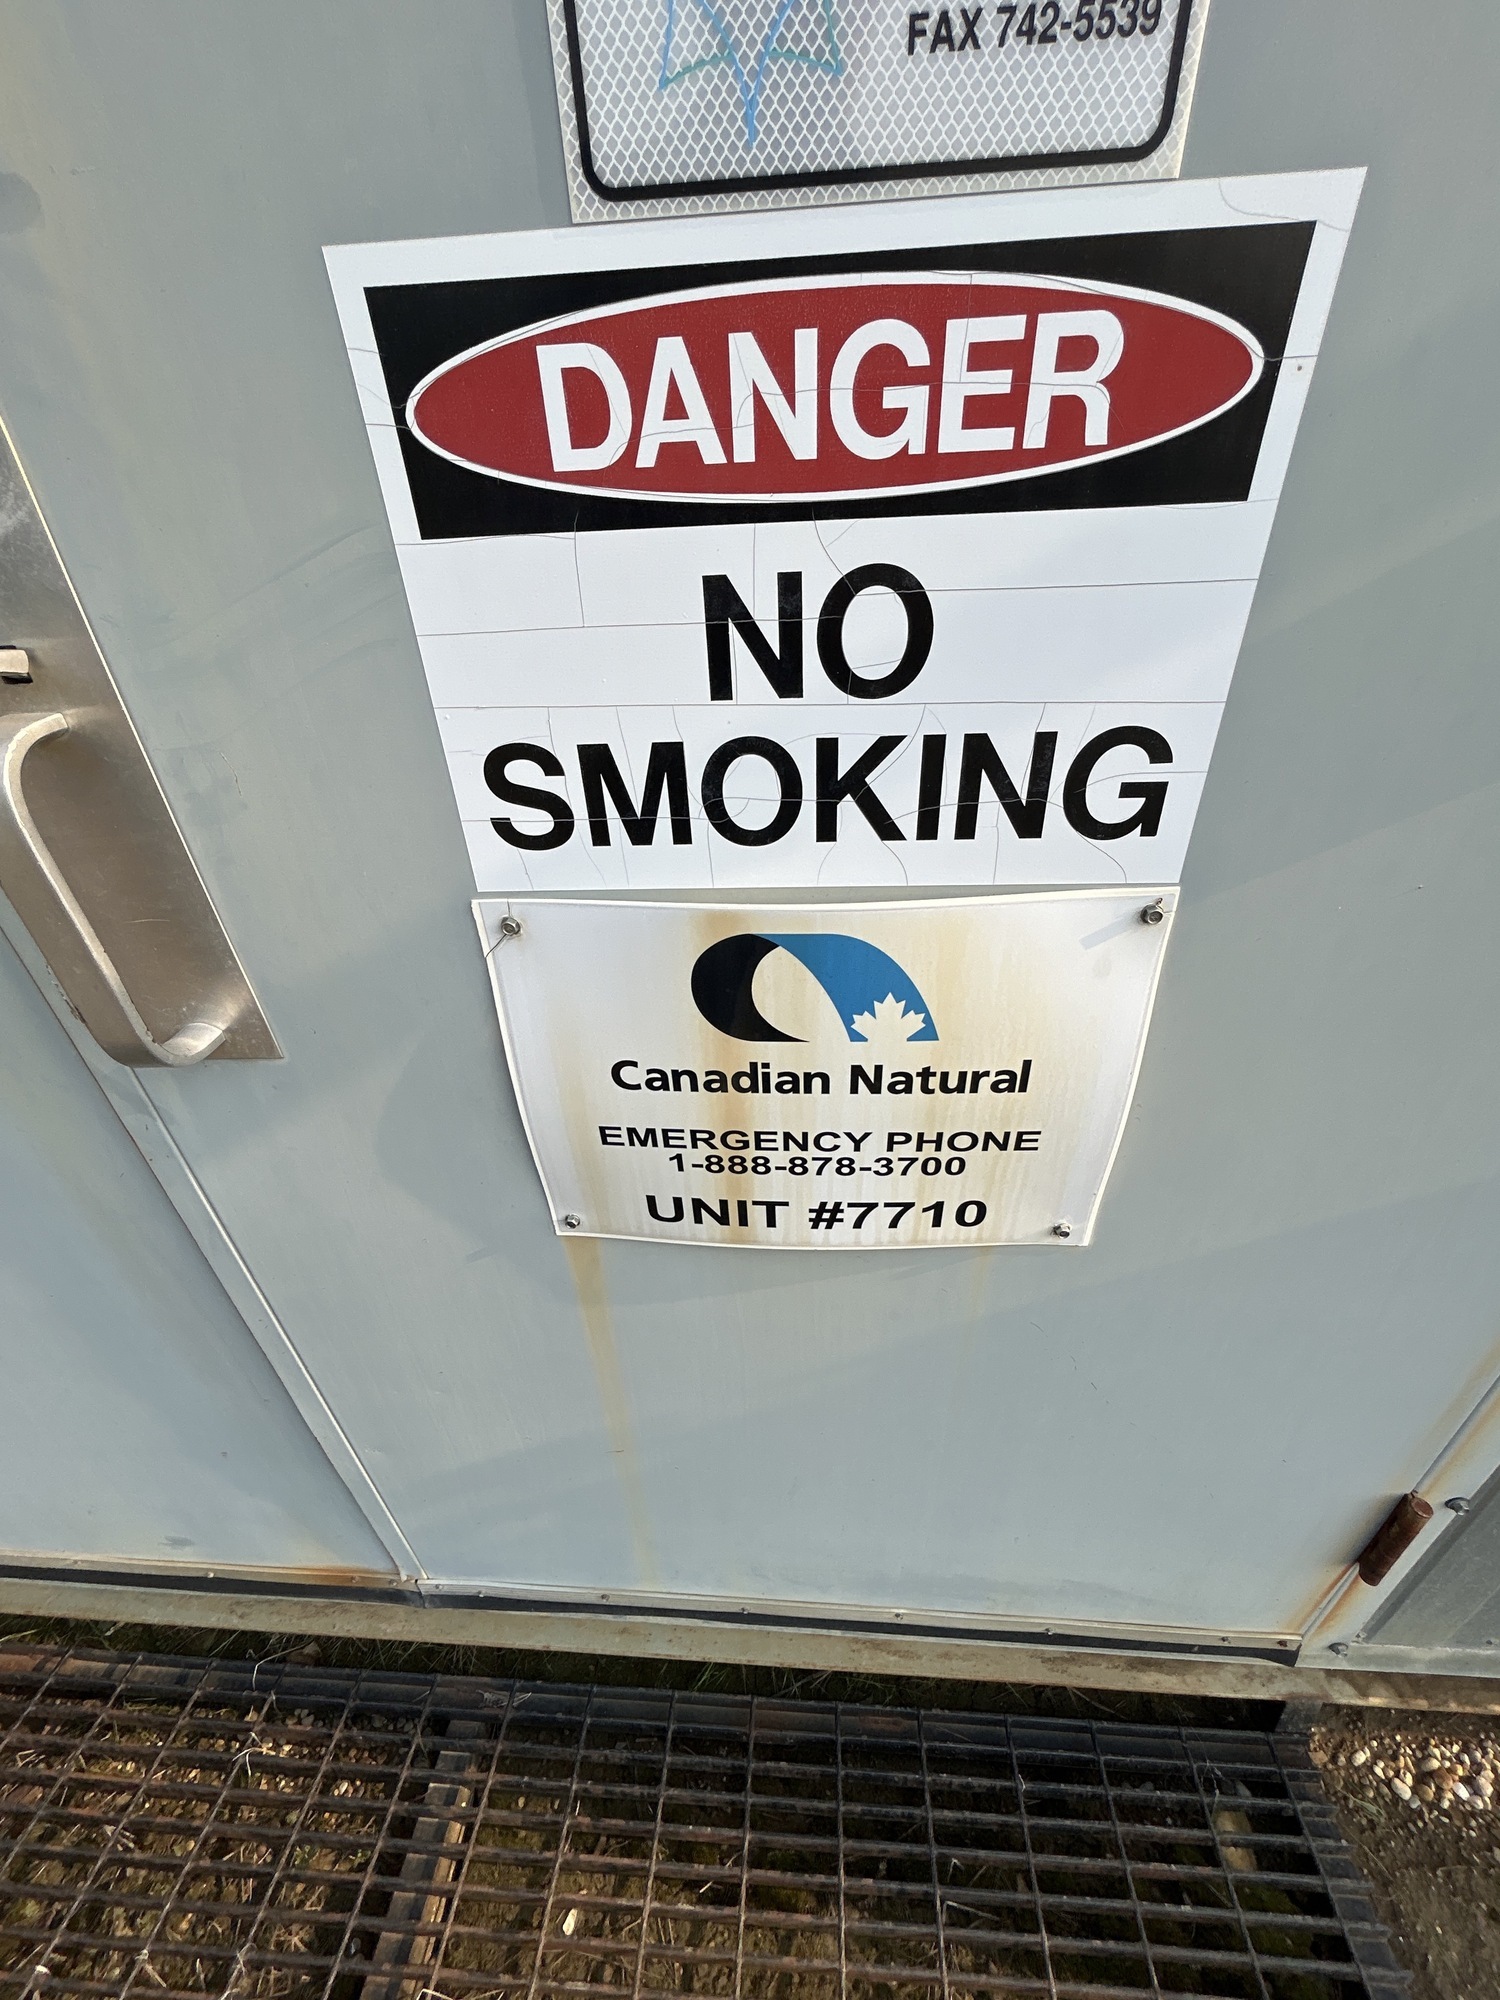 FAX 742-5539
DANGER
NO
SMOKING
Canadian Natural
EMERGENCY PHONE
1-888-878-3700
UNIT #7710